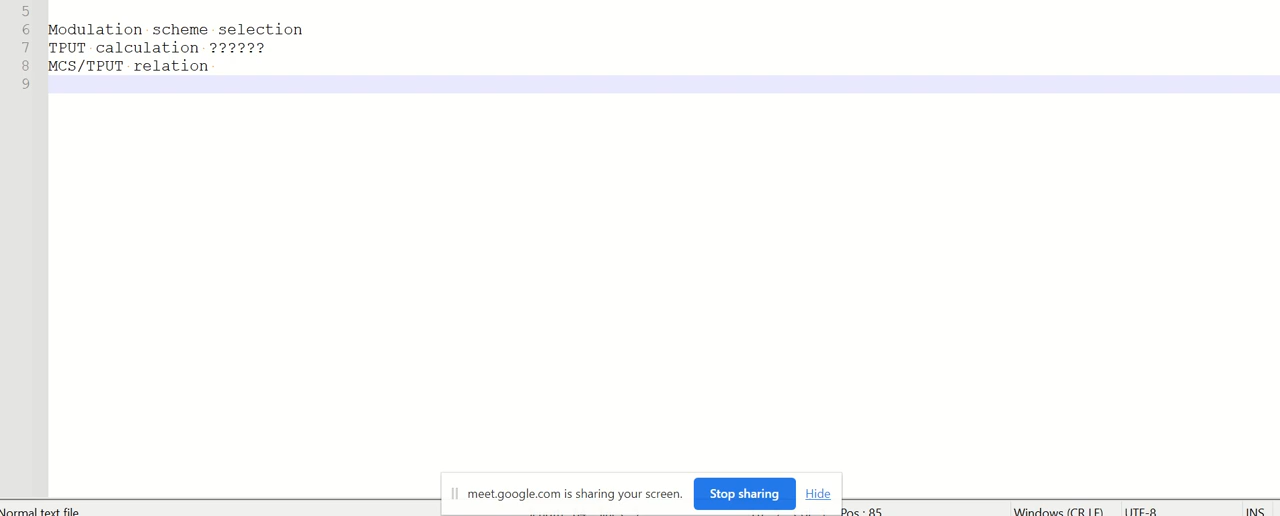 5
6 Modulation scheme selection
7 TPUT calculation ??????
8 MCS/TPUT relation
9
meet.google.com is sharing your screen. Stop sharing Hide
Normal text file Pos : 85 Windows (CR LF) UTF-8 INS